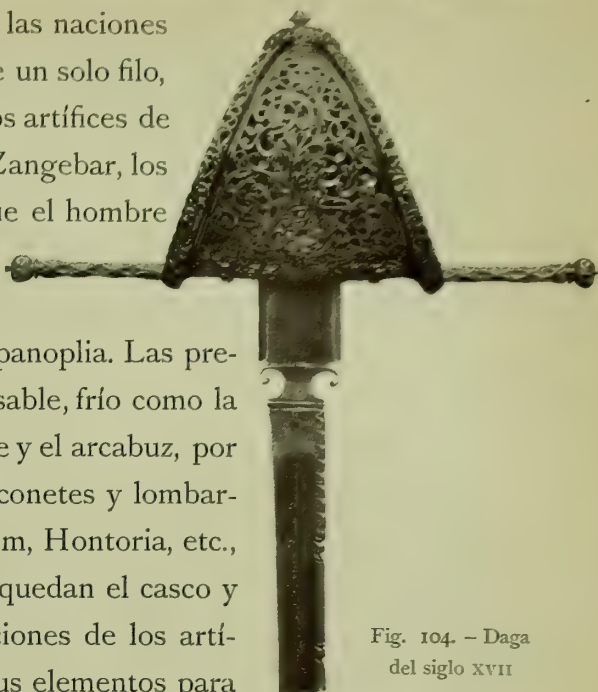 las naciones
un solo filo,
artífices de
Zangebar, los
el hombre
panoplia. Las pre-
sable, frío como la
y el arcabuz, por
conetes y lombar-
m, Hontoria, etc.,
quedan el casco y
ciones de los artí-
us elementos para
Fig. 104. – Daga
del siglo XVII